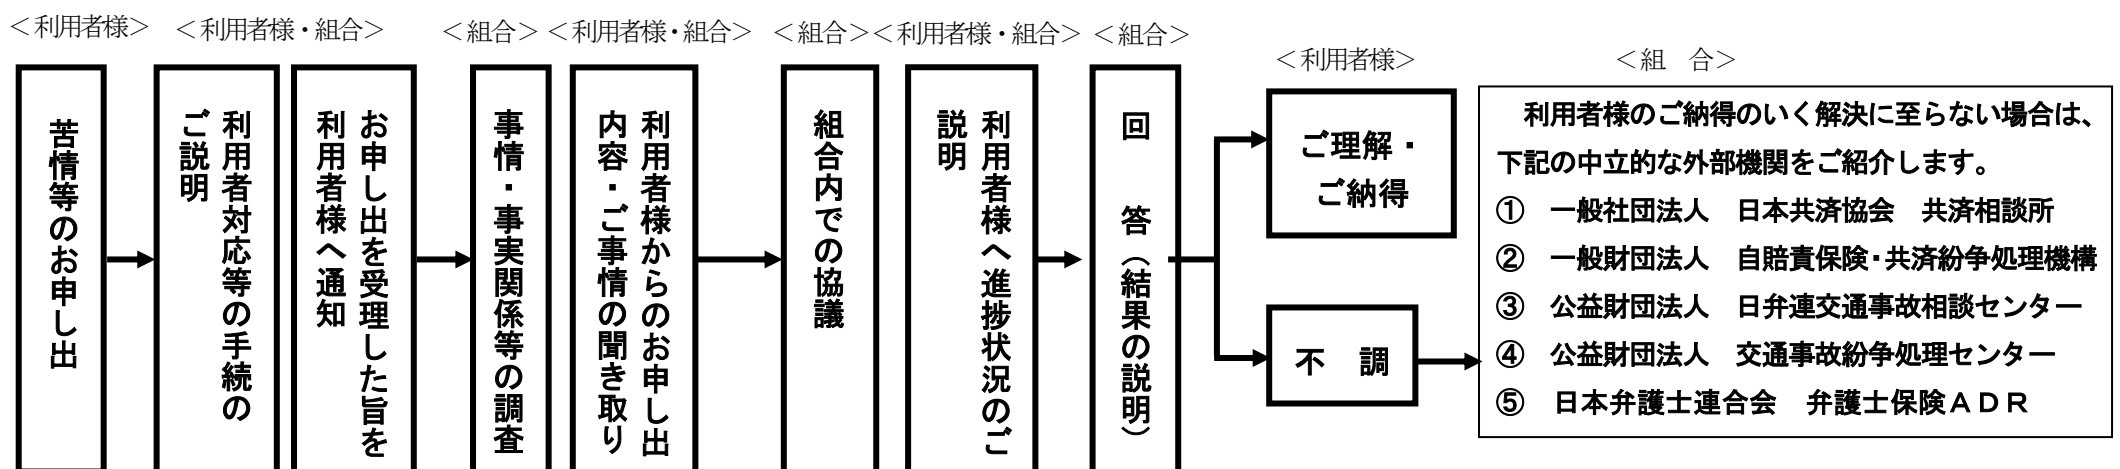 ＜利用者様＞
＜利用者様・組合＞
＜組合＞
＜利用者様・組合＞
＜組合＞
＜利用者様・組合＞
＜組合＞
＜利用者様＞
＜組　合＞
苦情等のお申し出
利用者対応等の手続の
ご説明
お申し出を受理した旨を
利用者様へ通知
事情・事実関係等の調査
利用者様からのお申し出
内容・ご事情の聞き取り
組合内での協議
利用者様へ進捗状況のご
説明
回　答（結果の説明）
ご理解・
ご納得
不　調
利用者様のご納得のいく解決に至らない場合は、
下記の中立的な外部機関をご紹介します。
①　一般社団法人　日本共済協会　共済相談所
②　一般財団法人　自賠責保険・共済紛争処理機構
③　公益財団法人　日弁連交通事故相談センター
④　公益財団法人　交通事故紛争処理センター
⑤　日本弁護士連合会　弁護士保険ＡＤＲ